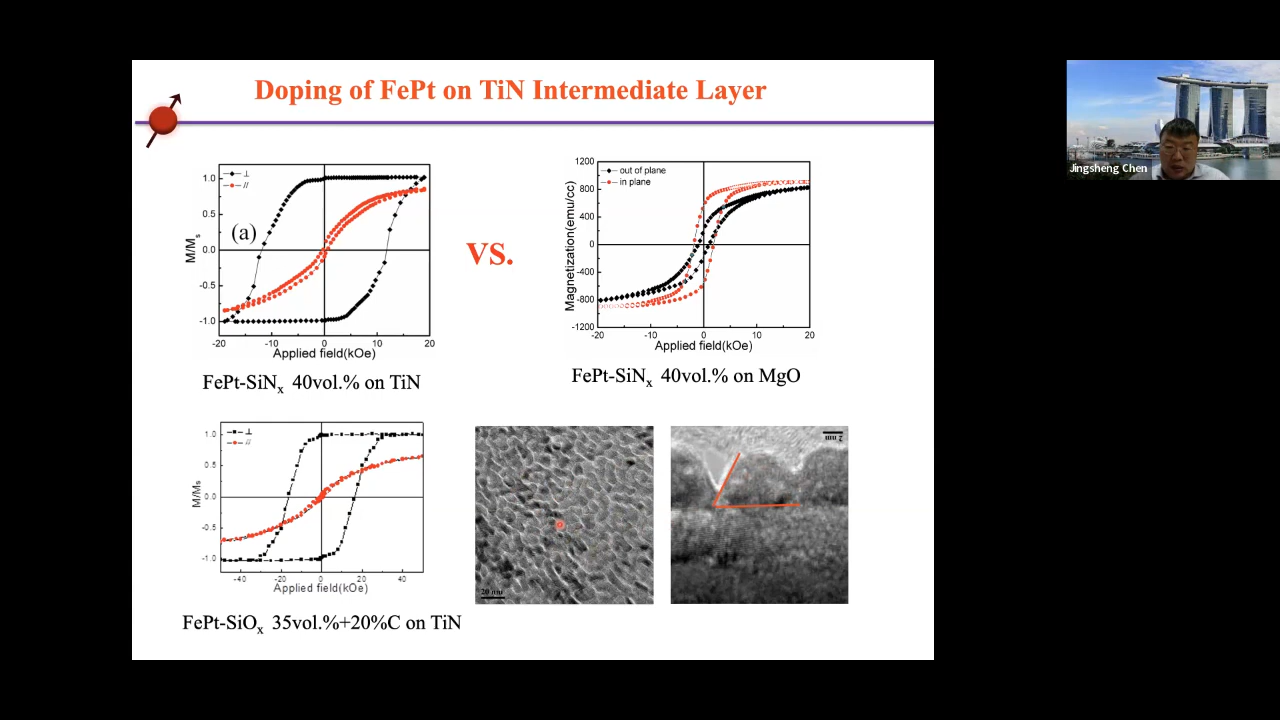 Doping of FePt on TiN Intermediate Layer
Jingsheng Chen
⊥
//
(a)
M/Ms
1.0
0.5
0.0
-0.5
-1.0
-20 -10 0 10 20
Applied field(kOe)
FePt-SiNx 40vol.% on TiN
VS.
out of plane
in plane
Magnetization(emu/cc)
1200
800
400
0
-400
-800
-1200
-20 -10 0 10 20
Applied field(kOe)
FePt-SiNx 40vol.% on MgO
⊥
//
M/Ms
1.0
0.5
0.0
-0.5
-1.0
-40 -20 0 20 40
Applied field(kOe)
FePt-SiOx 35vol.%+20%C on TiN
20 nm
2 nm